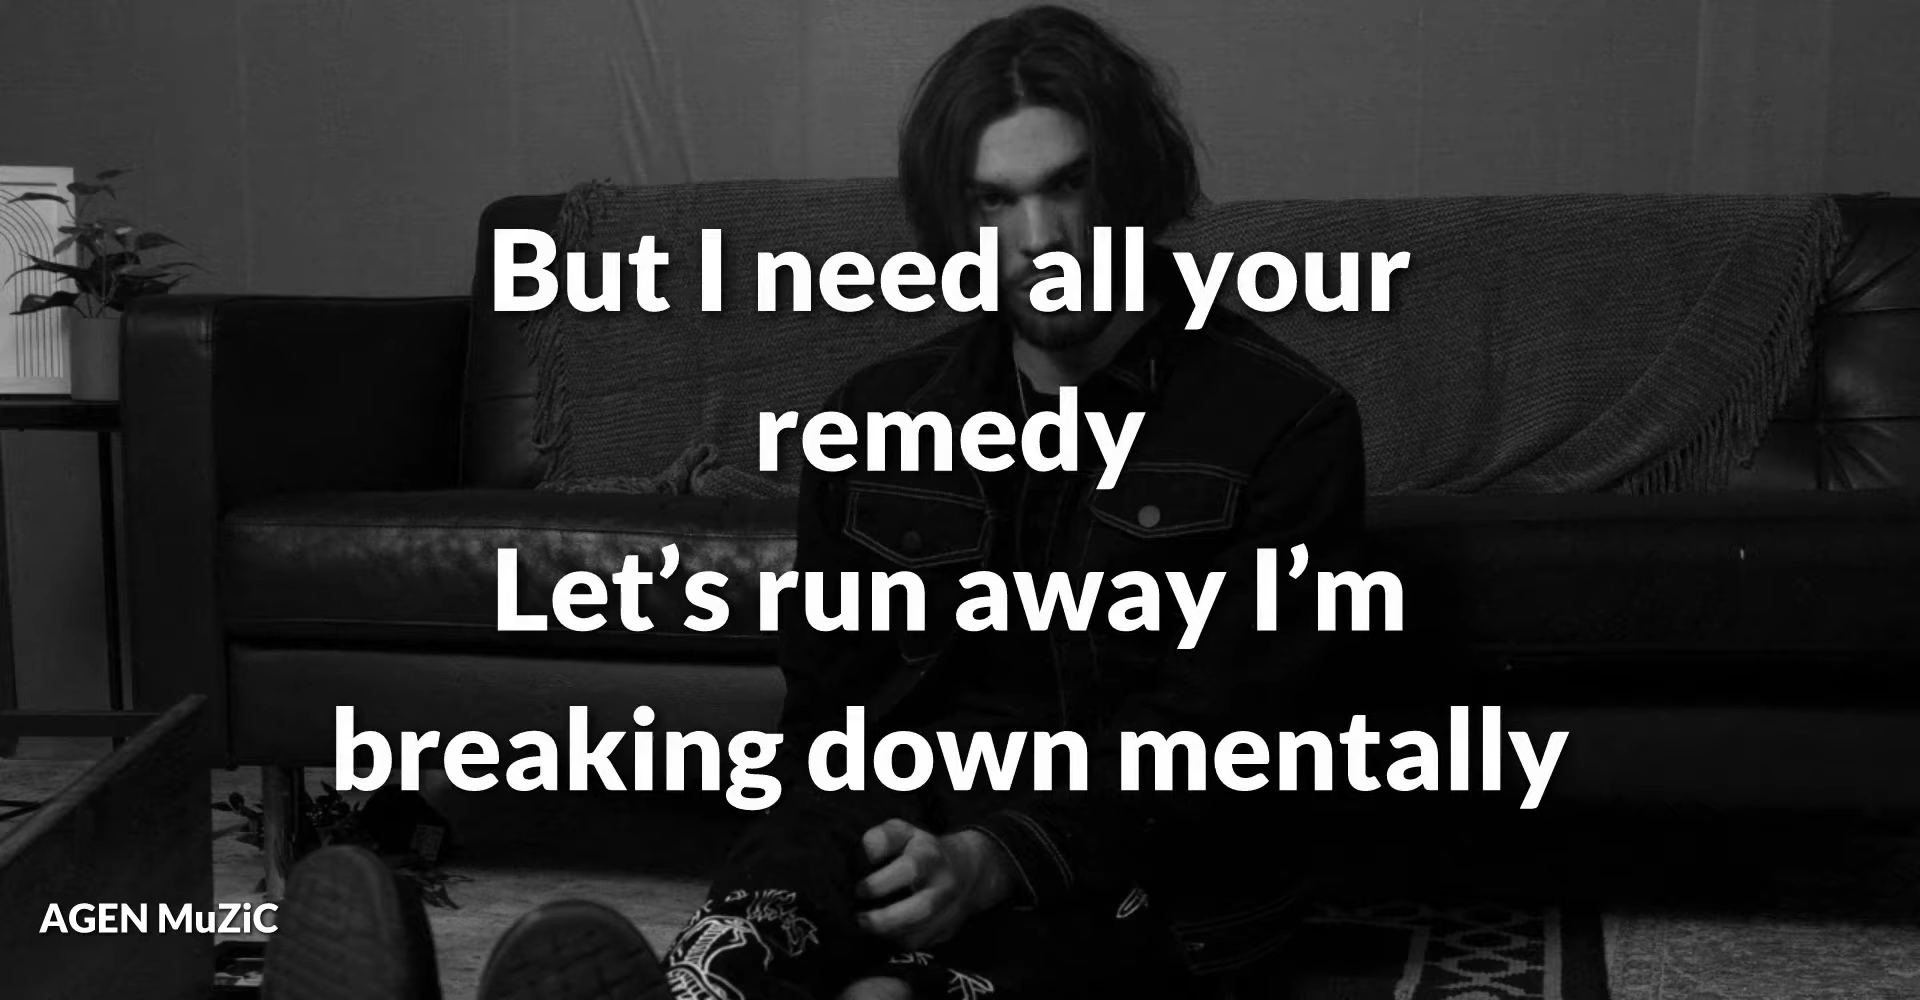 But I need all your
remedy
Let’s run away I’m
breaking down mentally
AGEN MuZiC